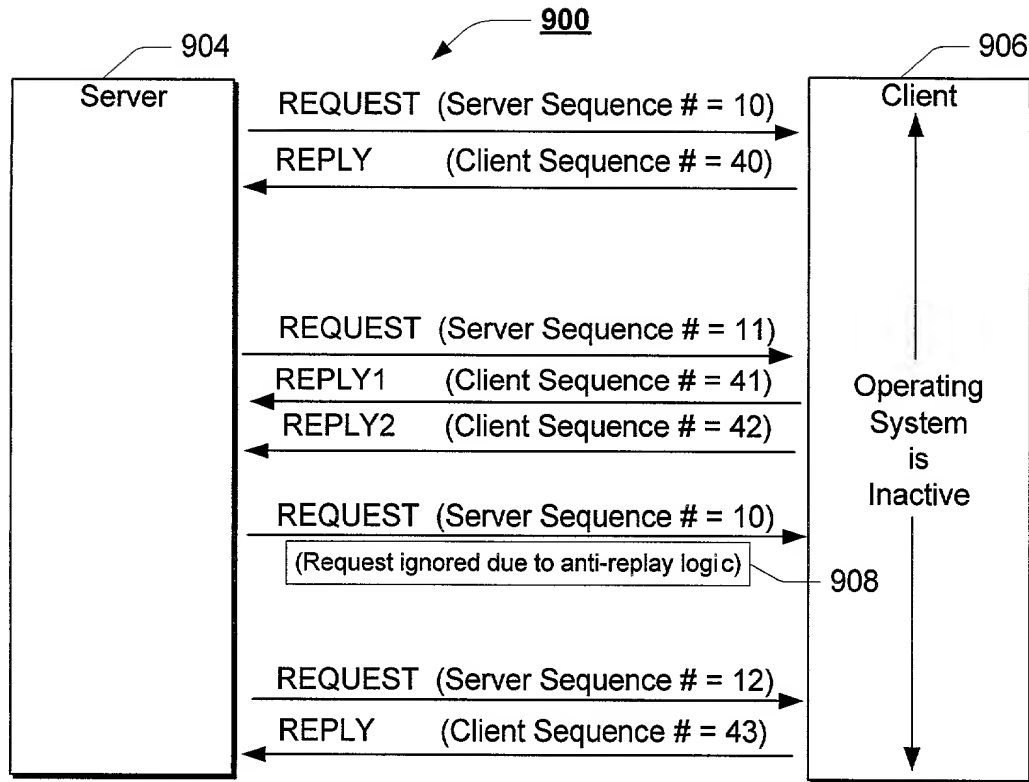 900
904
906
Server
Client
REQUEST (Server Sequence # = 10)
REPLY (Client Sequence # = 40)
REQUEST (Server Sequence # = 11)
REPLY1 (Client Sequence # = 41)
REPLY2 (Client Sequence # = 42)
Operating
System
is
Inactive
REQUEST (Server Sequence # = 10)
(Request ignored due to anti-replay logic)
908
REQUEST (Server Sequence # = 12)
REPLY (Client Sequence # = 43)